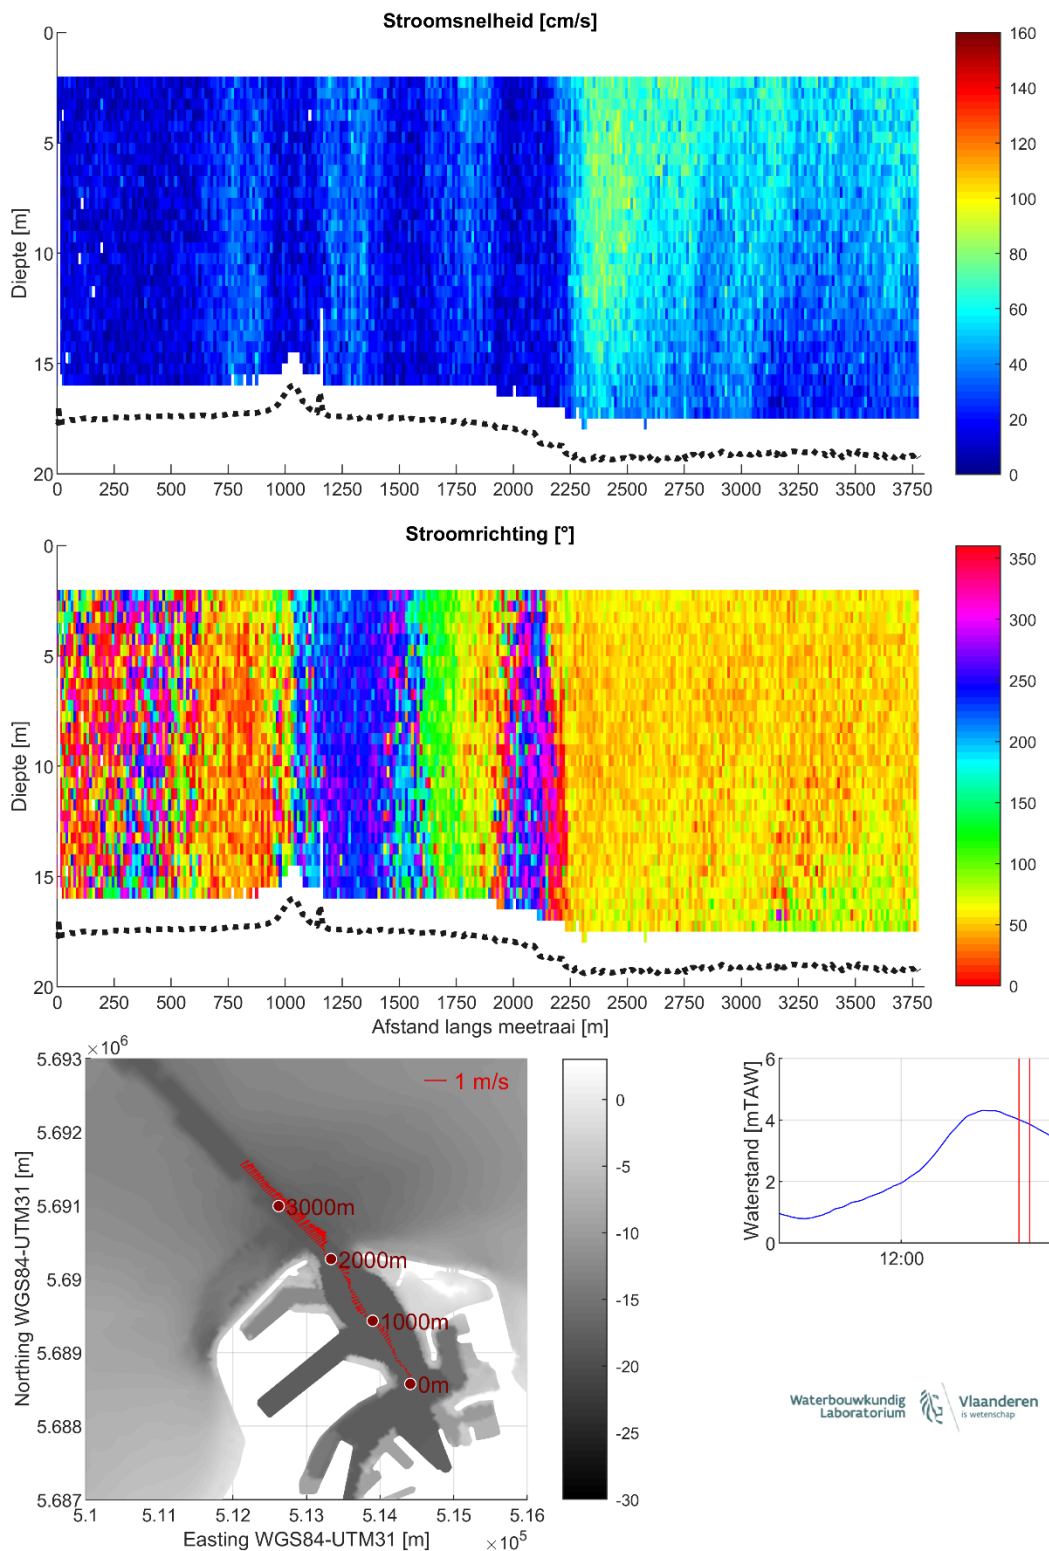 Stroomsnelheid [cm/s]
0
5
10
15
20
Diepte [m]
0 250 500 750 1000 1250 1500 1750 2000 2250 2500 2750 3000 3250 3500 3750
160
140
120
100
80
60
40
20
0
Stroomrichting [°]
0
5
10
15
20
Diepte [m]
0 250 500 750 1000 1250 1500 1750 2000 2250 2500 2750 3000 3250 3500 3750
Afstand langs meetraai [m]
350
300
250
200
150
100
50
0
×10⁶
5.693
5.692
5.691
5.69
5.689
5.688
5.687
Northing WGS84-UTM31 [m]
1 m/s
3000m
2000m
1000m
0m
5.1 5.11 5.12 5.13 5.14 5.15 5.16
Easting WGS84-UTM31 [m]
×10⁵
0
-5
-10
-15
-20
-25
-30
Waterstand [mTAW]
6
4
2
0
12:00
Waterbouwkundig
Laboratorium
Vlaanderen
is wetenschap